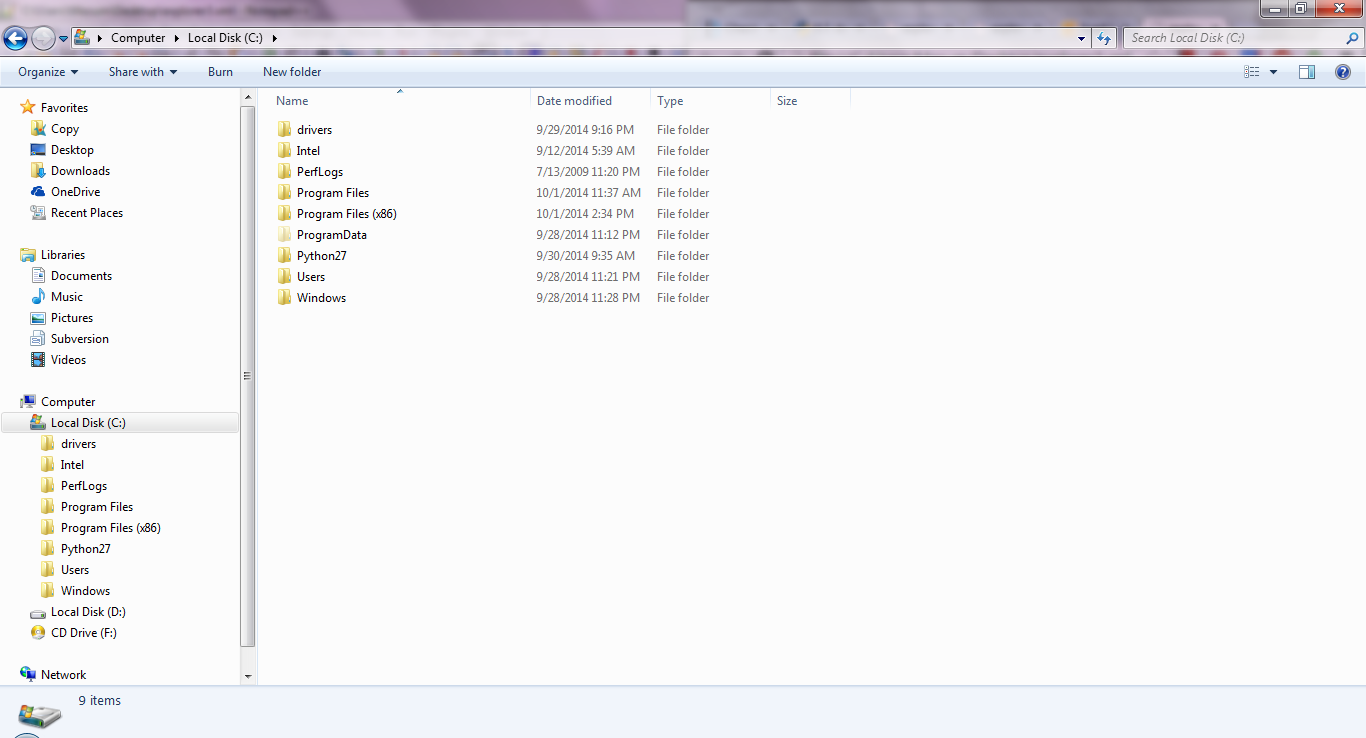 Computer Local Disk (C:) Search Local Disk (C:)
Organize Share with Burn New folder
Favorites
Copy
Desktop
Downloads
OneDrive
Recent Places
Libraries
Documents
Music
Pictures
Subversion
Videos
Computer
Local Disk (C:)
drivers
Intel
PerfLogs
Program Files
Program Files (x86)
Python27
Users
Windows
Local Disk (D:)
CD Drive (F:)
Network
Name Date modified Type Size
drivers 9/29/2014 9:16 PM File folder
Intel 9/12/2014 5:39 AM File folder
PerfLogs 7/13/2009 11:20 PM File folder
Program Files 10/1/2014 11:37 AM File folder
Program Files (x86) 10/1/2014 2:34 PM File folder
ProgramData 9/28/2014 11:12 PM File folder
Python27 9/30/2014 9:35 AM File folder
Users 9/28/2014 11:21 PM File folder
Windows 9/28/2014 11:28 PM File folder
9 items